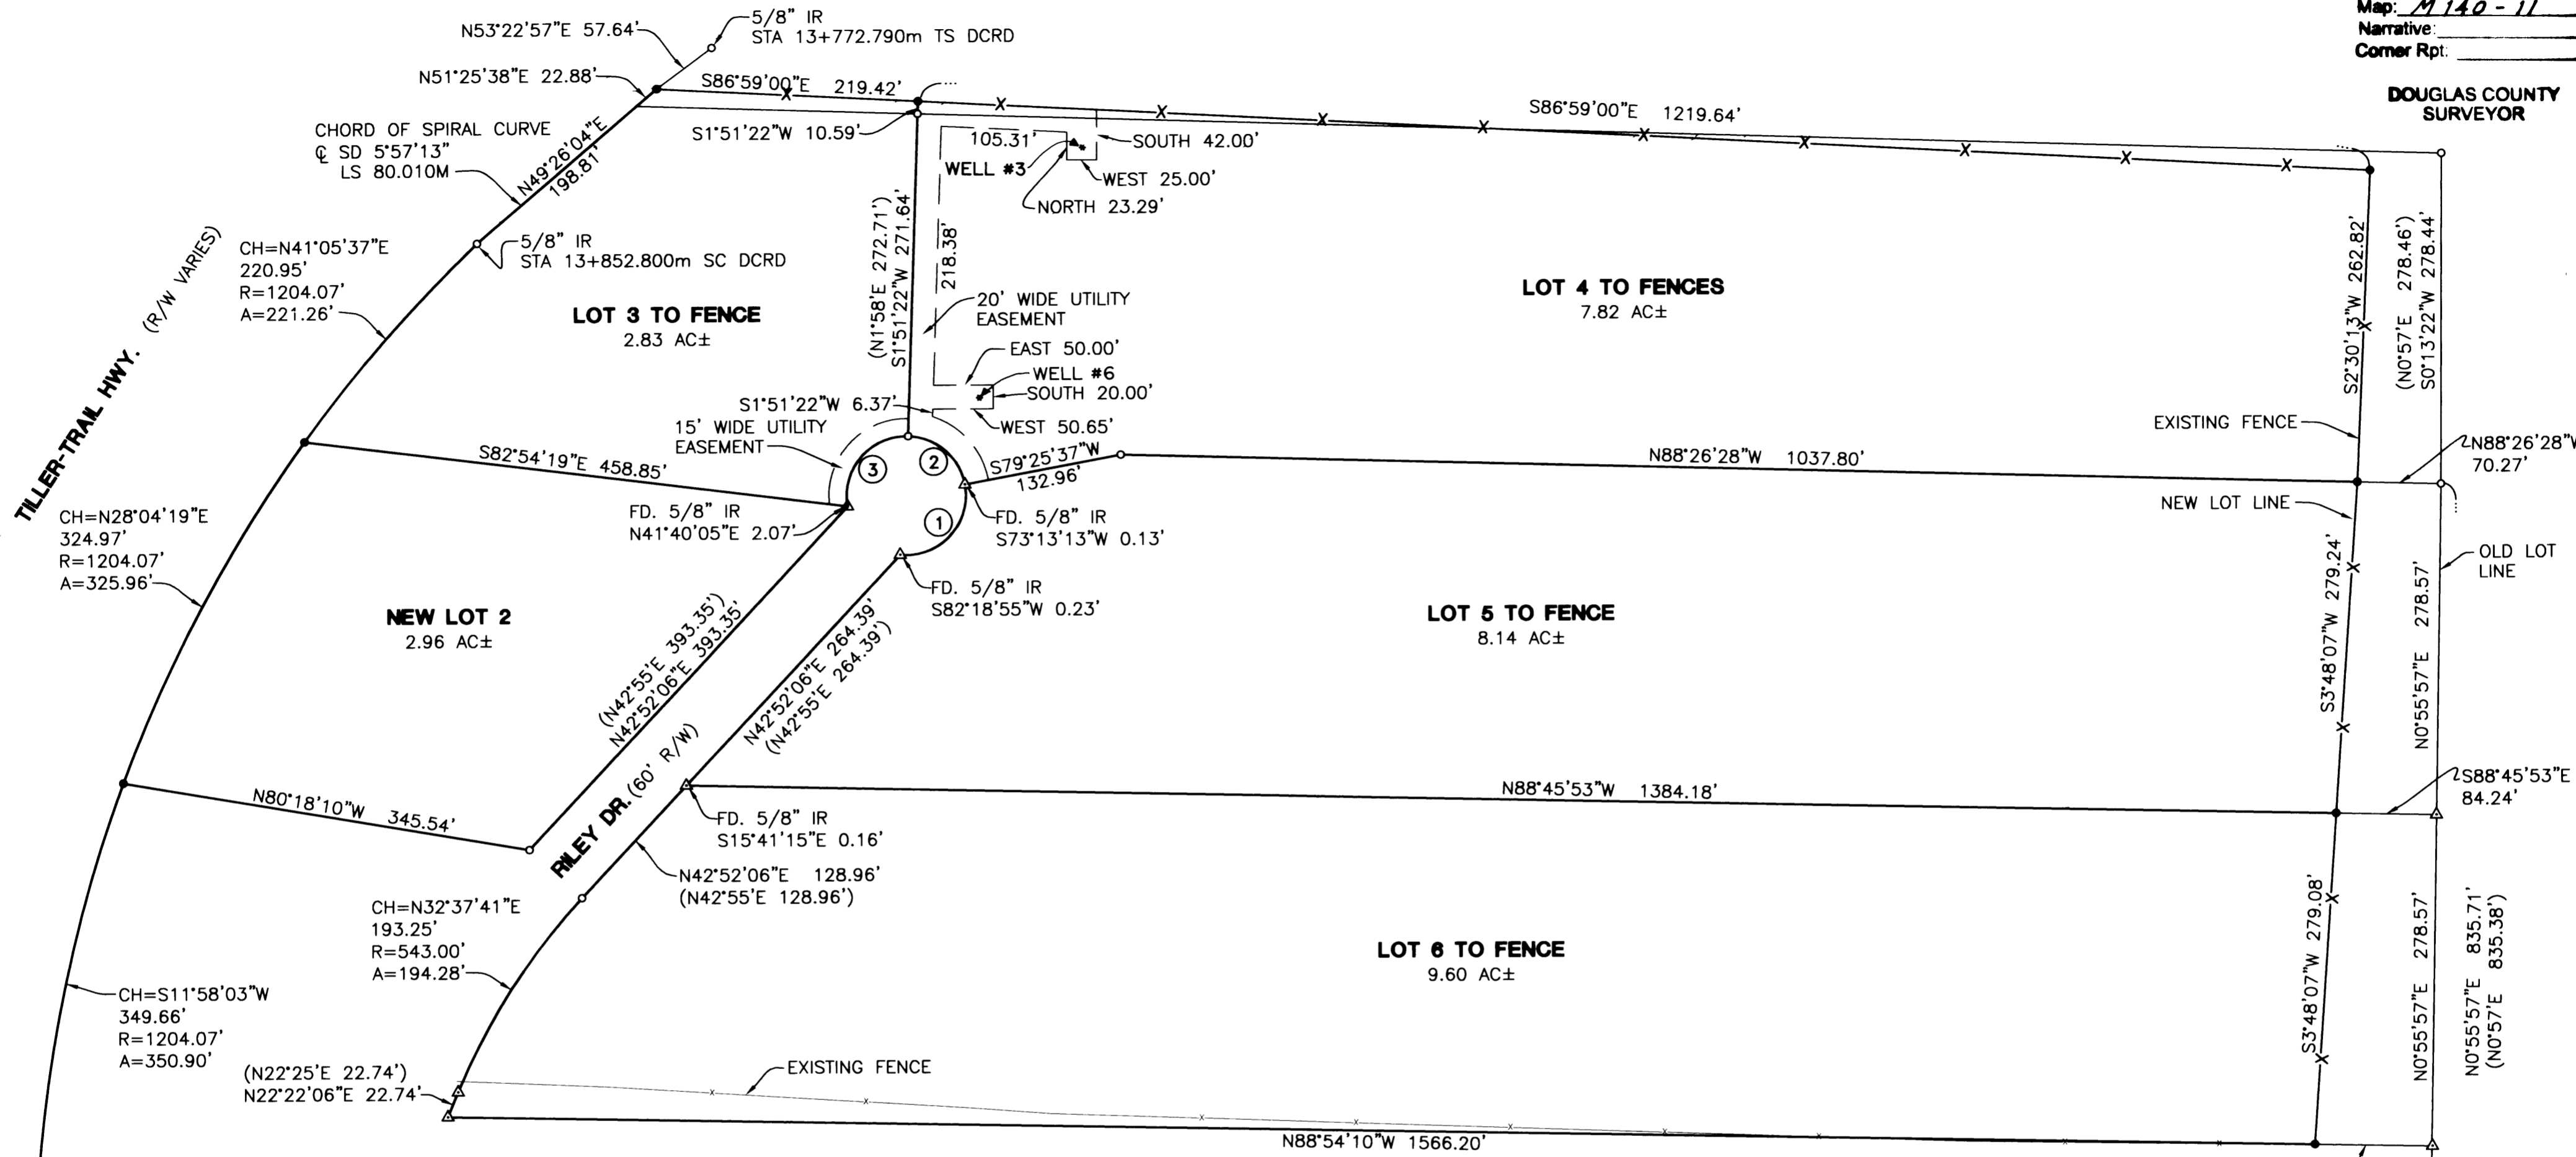 Map: M140-11
Narrative:
Corner Rpt:
DOUGLAS COUNTY
SURVEYOR
5/8" IR
STA 13+772.790m TS DCRD
N53°22'57"E 57.64'
N51°25'38"E 22.88'
S86°59'00"E 219.42'
S86°59'00"E 1219.64'
S1°51'22"W 10.59'
CHORD OF SPIRAL CURVE
℄ SD 5°57'13"
LS 80.010M
N49°26'04"E
198.81'
105.31'
SOUTH 42.00'
WELL #3
WEST 25.00'
NORTH 23.29'
5/8" IR
STA 13+852.800m SC DCRD
CH=N41°05'37"E
220.95'
R=1204.07'
A=221.26'
TILLER-TRAIL HWY. (R/W VARIES)
LOT 3 TO FENCE
2.83 AC±
(N1°58'E 272.71')
S1°51'22"W 271.64'
218.38'
20' WIDE UTILITY
EASEMENT
LOT 4 TO FENCES
7.82 AC±
S2°30'13"W 262.82'
(N0°57'E 278.46')
S0°13'22"W 278.44'
EAST 50.00'
WELL #6
SOUTH 20.00'
S1°51'22"W 6.37'
WEST 50.65'
15' WIDE UTILITY
EASEMENT
EXISTING FENCE
N88°26'28"W
70.27'
S82°54'19"E 458.85'
3
2
1
S79°25'37"W
132.96'
N88°26'28"W 1037.80'
NEW LOT LINE
FD. 5/8" IR
N41°40'05"E 2.07'
FD. 5/8" IR
S73°13'13"W 0.13'
FD. 5/8" IR
S82°18'55"W 0.23'
CH=N28°04'19"E
324.97'
R=1204.07'
A=325.96'
OLD LOT
LINE
NEW LOT 2
2.96 AC±
LOT 5 TO FENCE
8.14 AC±
(N42°55'E 393.35')
N42°52'06"E 393.35'
N42°52'06"E 264.39'
(N42°55'E 264.39')
S3°48'07"W 279.24'
N0°55'57"E 278.57'
RILEY DR. (60' R/W)
N80°18'10"W 345.54'
N88°45'53"W 1384.18'
S88°45'53"E
84.24'
FD. 5/8" IR
S15°41'15"E 0.16'
N42°52'06"E 128.96'
(N42°55'E 128.96')
CH=N32°37'41"E
193.25'
R=543.00'
A=194.28'
LOT 6 TO FENCE
9.60 AC±
S3°48'07"W 279.08'
N0°55'57"E 278.57'
N0°55'57"E 835.71'
(N0°57'E 835.38')
CH=S11°58'03"W
349.66'
R=1204.07'
A=350.90'
(N22°25'E 22.74')
N22°22'06"E 22.74'
EXISTING FENCE
N88°54'10"W 1566.20'